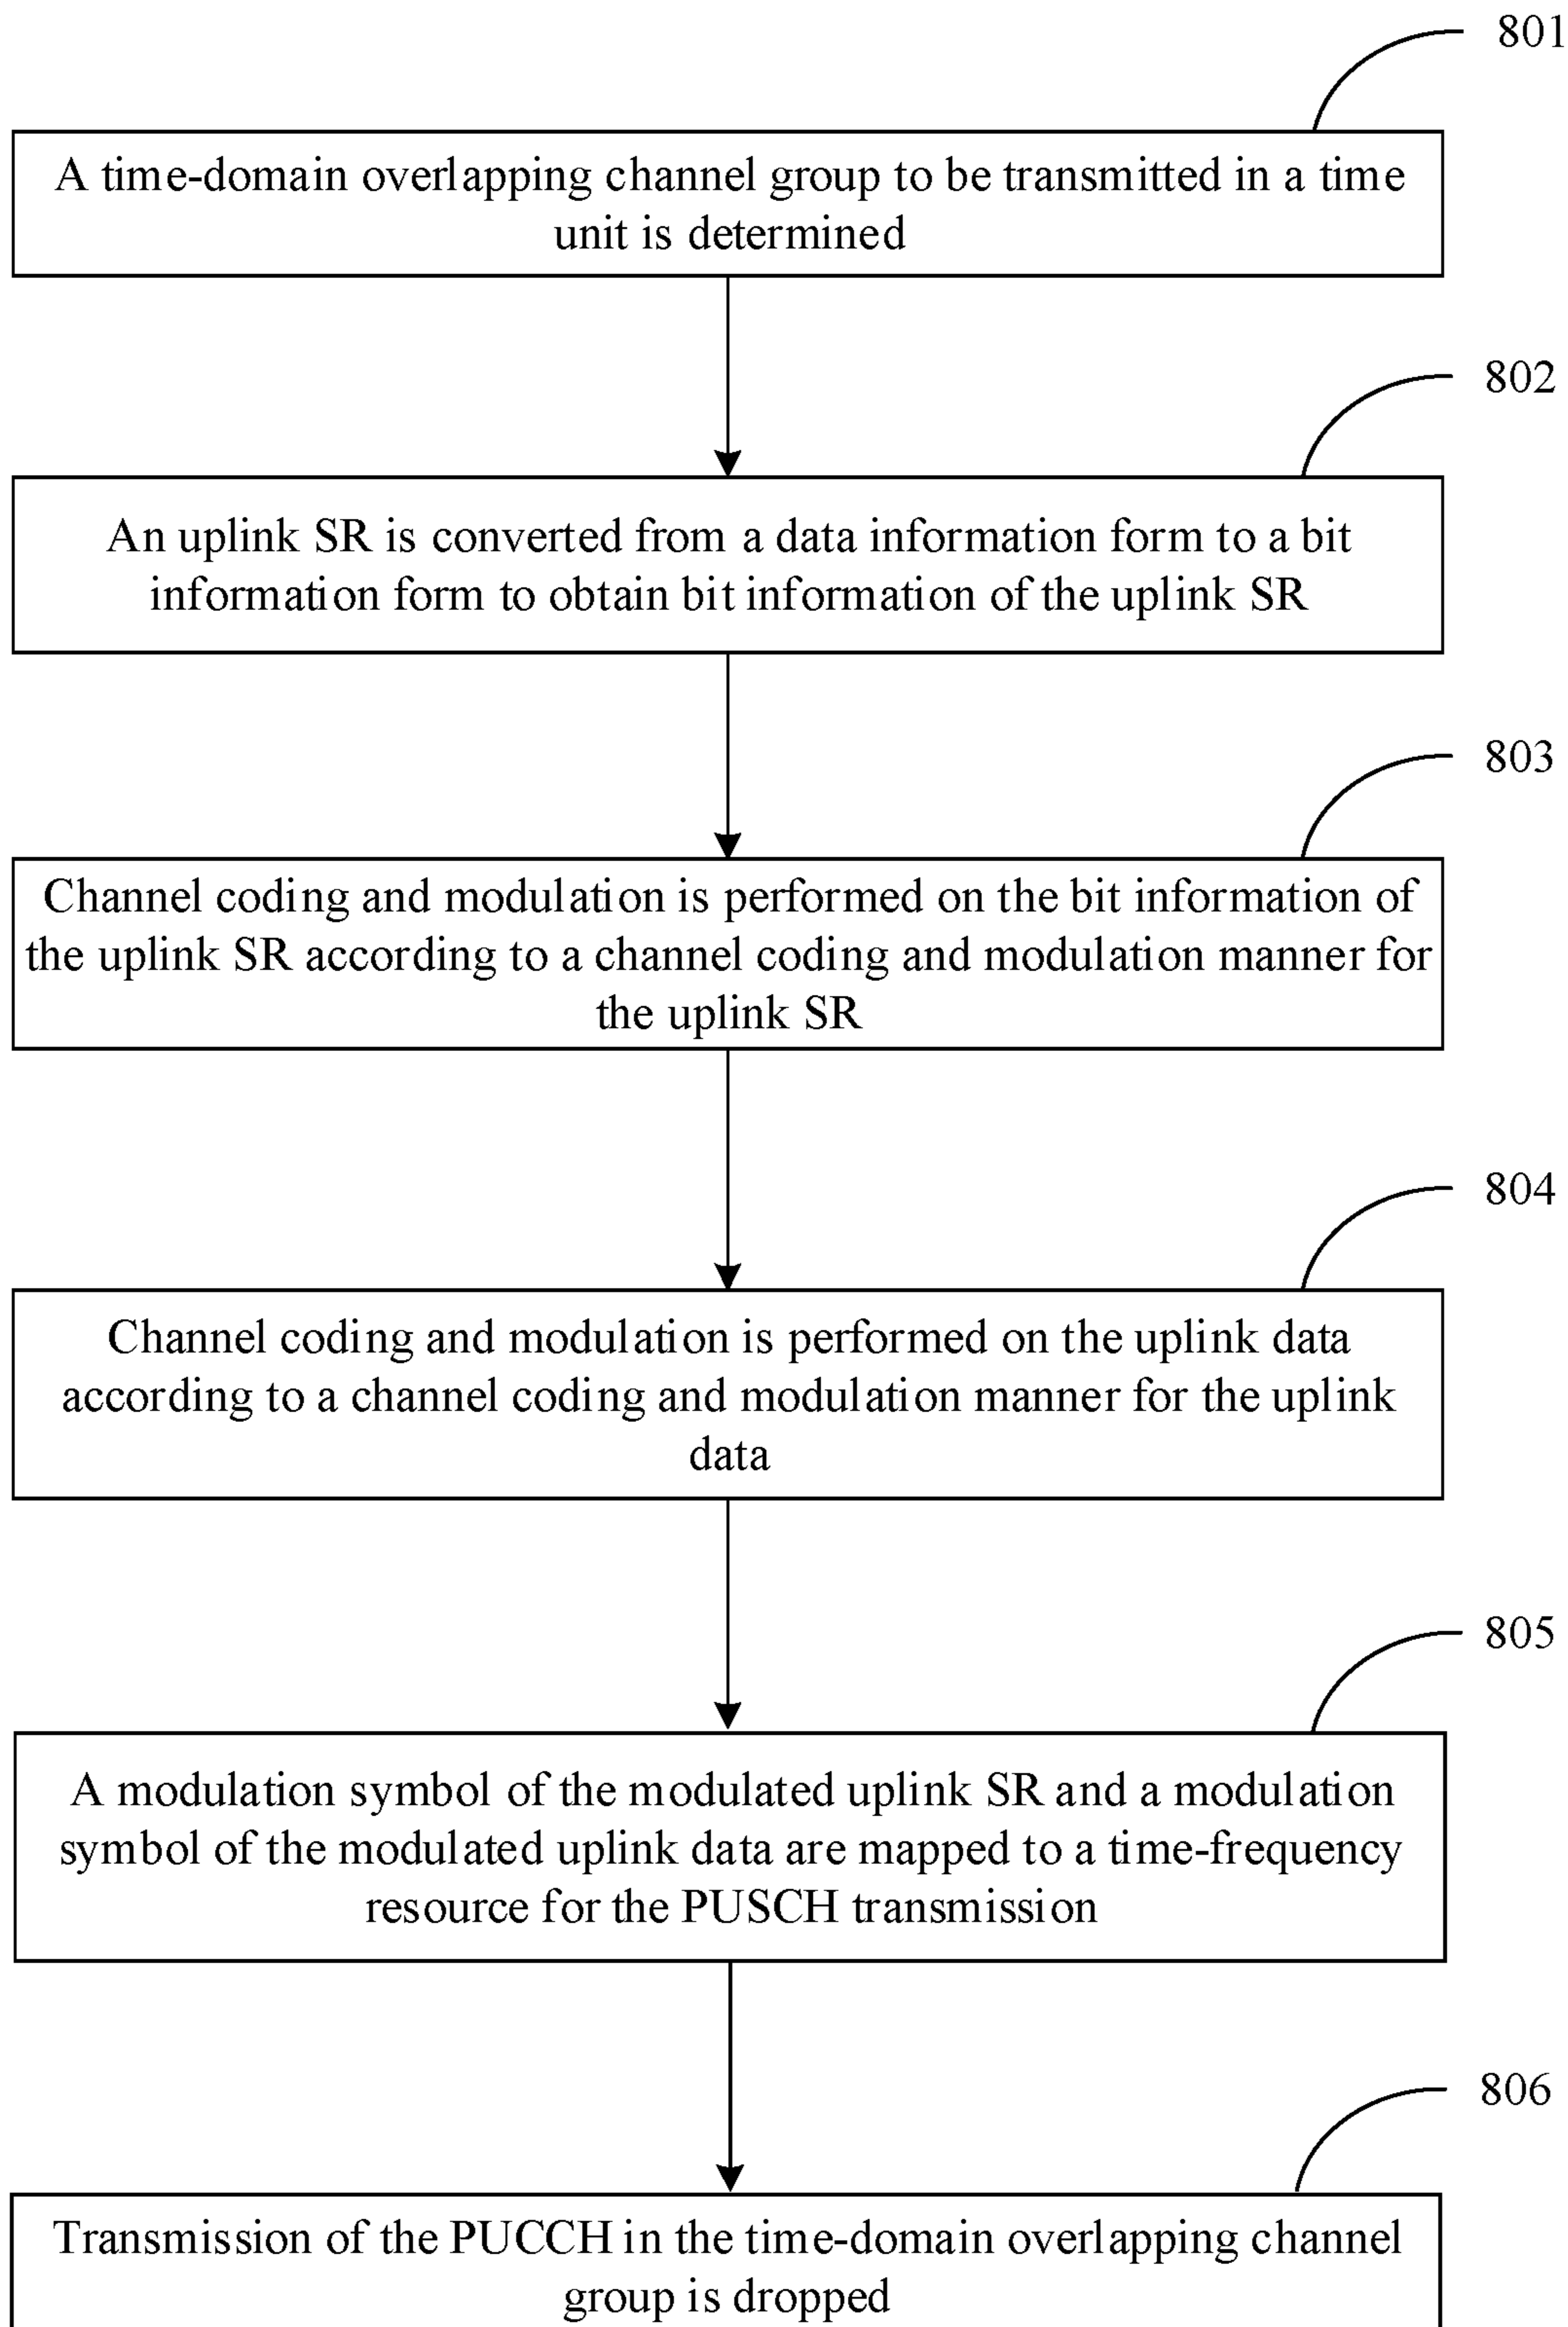 801
A time-domain overlapping channel group to be transmitted in a time
unit is determined
802
An uplink SR is converted from a data information form to a bit
information form to obtain bit information of the uplink SR
803
Channel coding and modulation is performed on the bit information of
the uplink SR according to a channel coding and modulation manner for
the uplink SR
804
Channel coding and modulation is performed on the uplink data
according to a channel coding and modulation manner for the uplink
data
805
A modulation symbol of the modulated uplink SR and a modulation
symbol of the modulated uplink data are mapped to a time-frequency
resource for the PUSCH transmission
806
Transmission of the PUCCH in the time-domain overlapping channel
group is dropped